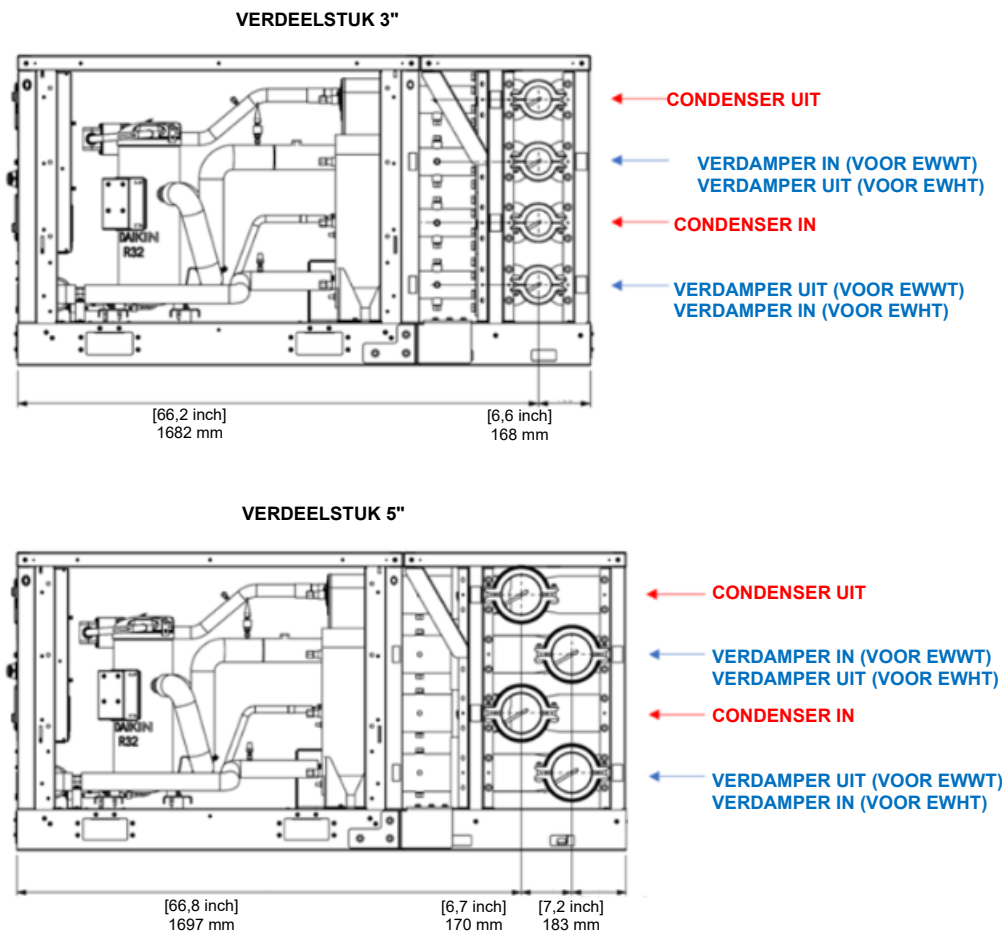 VERDEELSTUK 3"
CONDENSER UIT
VERDAMPER IN (VOOR EWWT)
VERDAMPER UIT (VOOR EWHT)
CONDENSER IN
VERDAMPER UIT (VOOR EWWT)
VERDAMPER IN (VOOR EWHT)
DAIKIN
R32
[66,2 inch]
1682 mm
[6,6 inch]
168 mm
VERDEELSTUK 5"
CONDENSER UIT
VERDAMPER IN (VOOR EWWT)
VERDAMPER UIT (VOOR EWHT)
CONDENSER IN
VERDAMPER UIT (VOOR EWWT)
VERDAMPER IN (VOOR EWHT)
DAIKIN
R32
[66,8 inch]
1697 mm
[6,7 inch]
170 mm
[7,2 inch]
183 mm